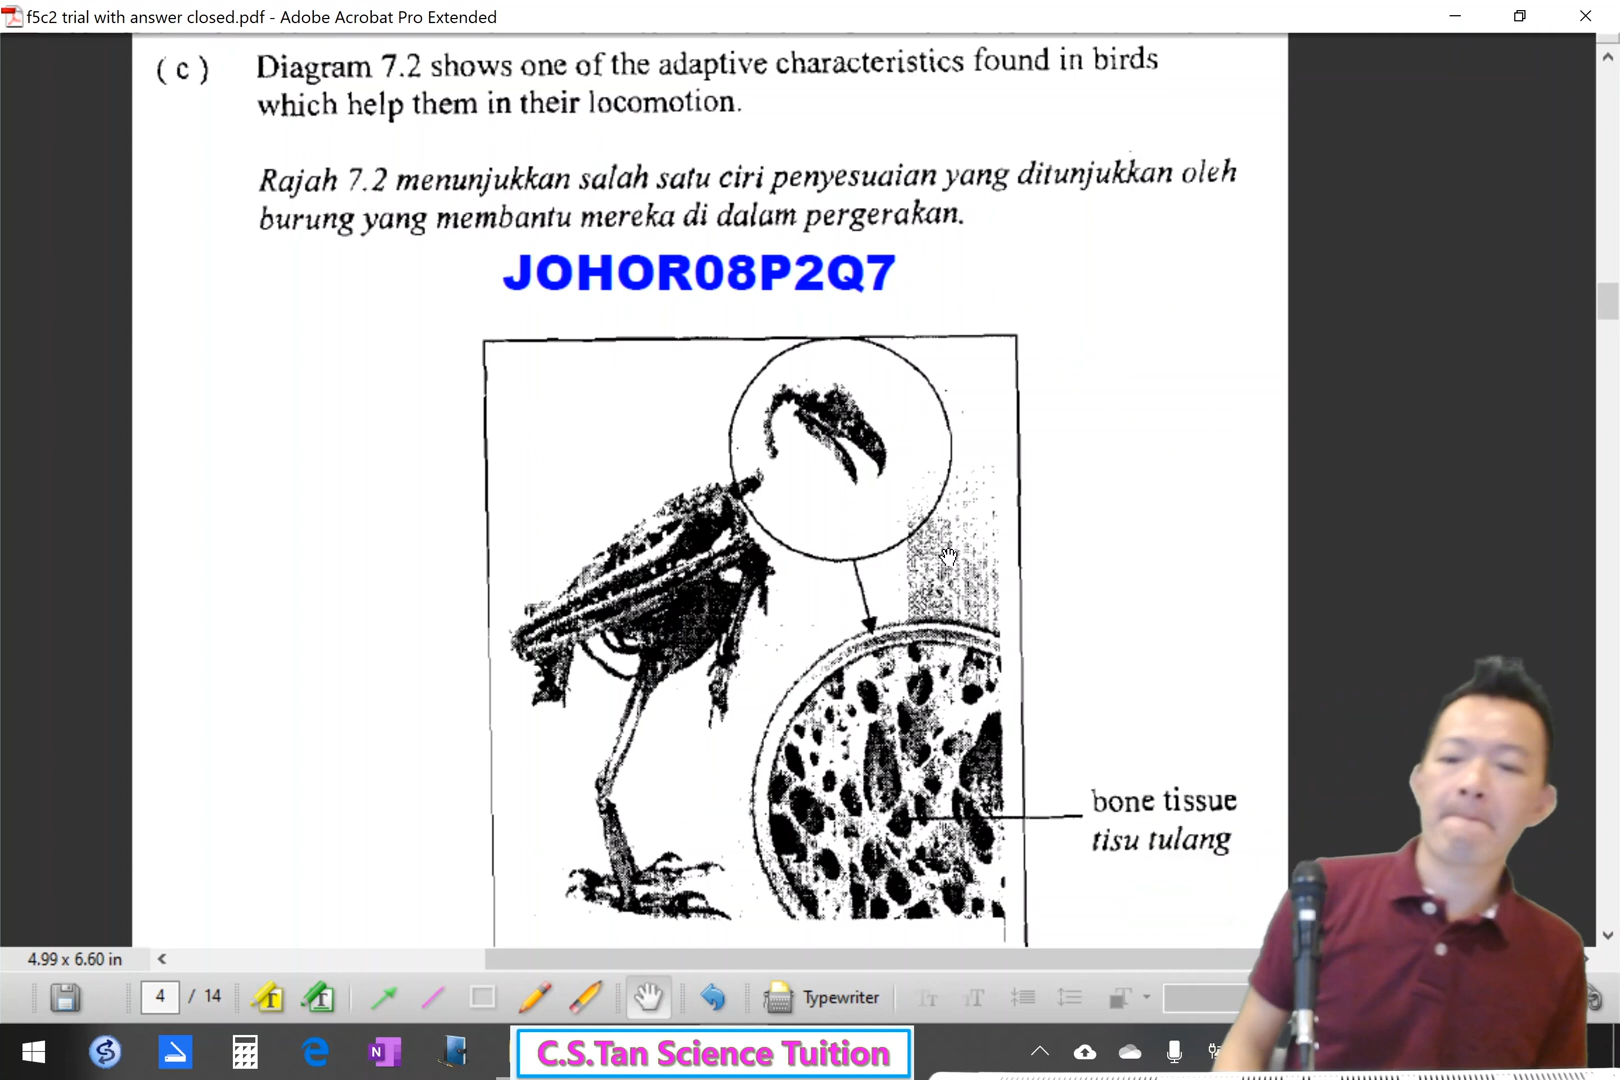 f5c2 trial with answer closed.pdf - Adobe Acrobat Pro Extended
(c) Diagram 7.2 shows one of the adaptive characteristics found in birds
which help them in their locomotion.
Rajah 7.2 menunjukkan salah satu ciri penyesuaian yang ditunjukkan oleh
burung yang membantu mereka di dalam pergerakan.
JOHOR08P2Q7
bone tissue
tisu tulang
4.99 x 6.60 in
4 / 14
Typewriter
C.S.Tan Science Tuition